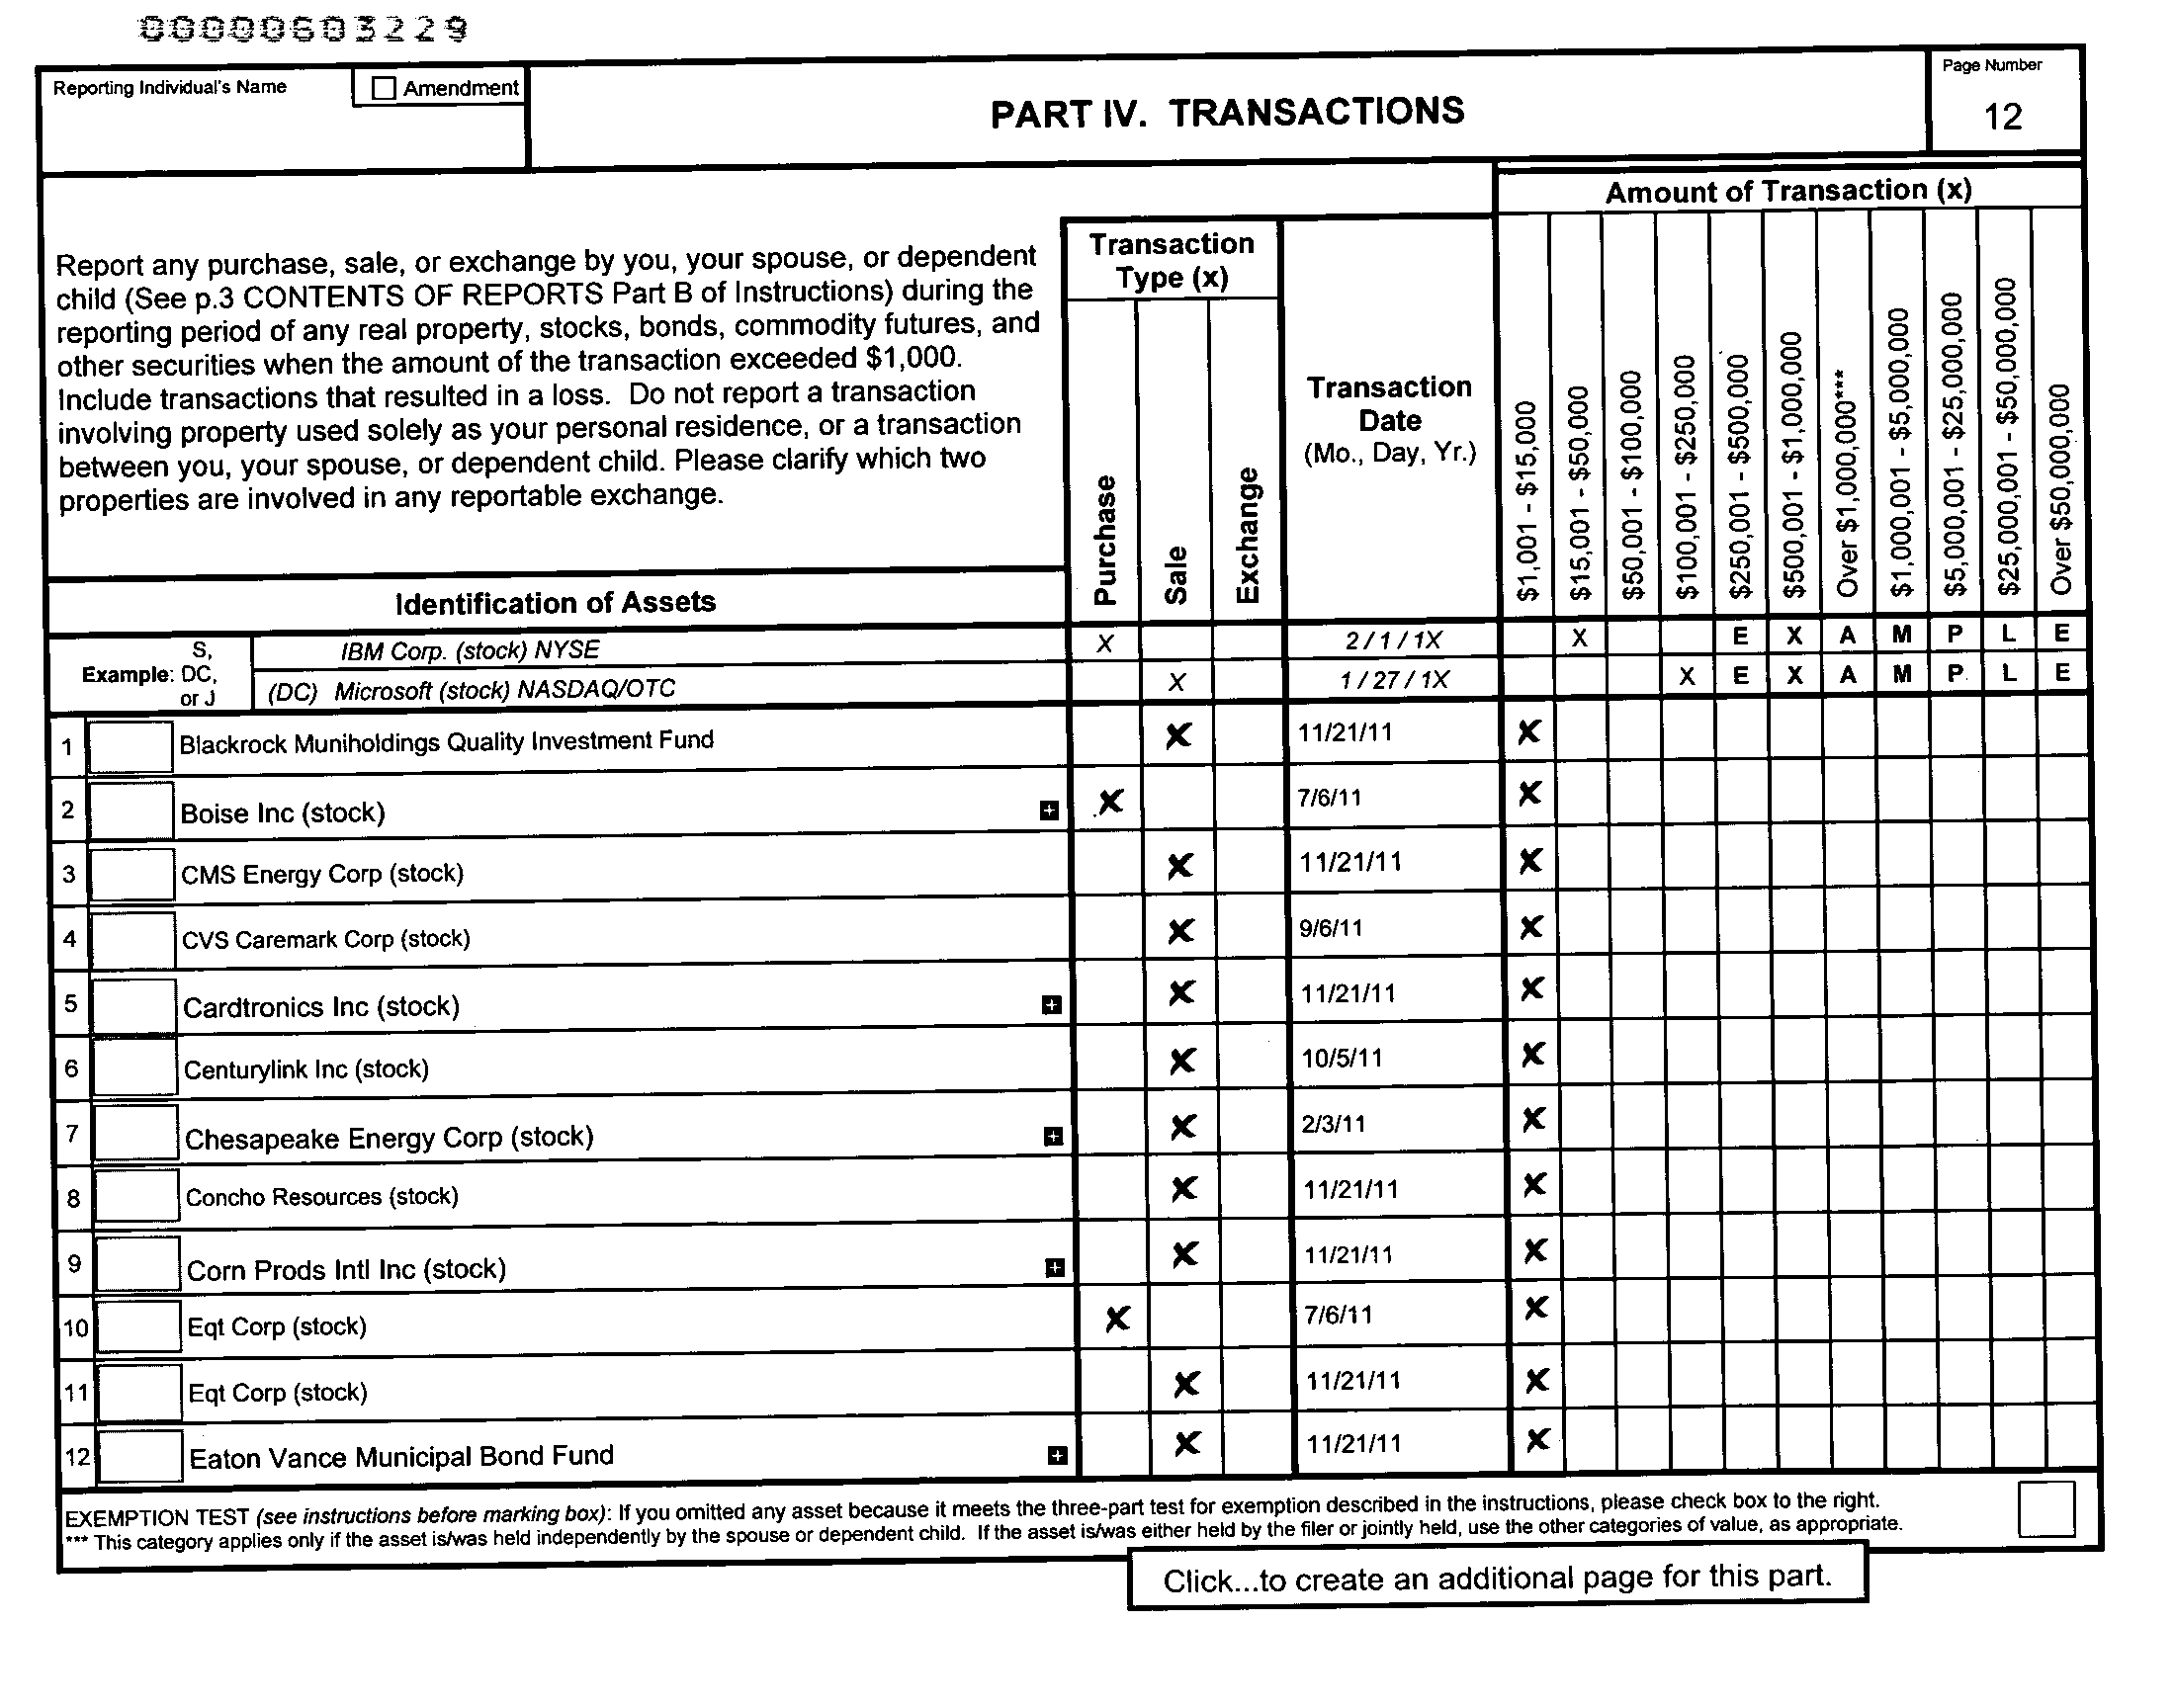 00000603229
Reporting Individual's Name
Amendment
PART IV. TRANSACTIONS
Page Number
12
Report any purchase, sale, or exchange by you, your spouse, or dependent
child (See p.3 CONTENTS OF REPORTS Part B of Instructions) during the
reporting period of any real property, stocks, bonds, commodity futures, and
other securities when the amount of the transaction exceeded $1,000.
Include transactions that resulted in a loss. Do not report a transaction
involving property used solely as your personal residence, or a transaction
between you, your spouse, or dependent child. Please clarify which two
properties are involved in any reportable exchange.
Transaction
Type (x)
Purchase
Sale
Exchange
Transaction
Date
(Mo., Day, Yr.)
Amount of Transaction (x)
$1,001 - $15,000
$15,001 - $50,000
$50,001 - $100,000
$100,001 - $250,000
$250,001 - $500,000
$500,001 - $1,000,000
Over $1,000,000***
$1,000,001 - $5,000,000
$5,000,001 - $25,000,000
$25,000,001 - $50,000,000
Over $50,000,000
Identification of Assets
Example: S, DC, or J
IBM Corp. (stock) NYSE X 2 / 1 / 1X X E X A M P L E
(DC) Microsoft (stock) NASDAQ/OTC X 1 / 27 / 1X X E X A M P L E
1 Blackrock Muniholdings Quality Investment Fund X 11/21/11 X
2 Boise Inc (stock) + X 7/6/11 X
3 CMS Energy Corp (stock) X 11/21/11 X
4 CVS Caremark Corp (stock) X 9/6/11 X
5 Cardtronics Inc (stock) + X 11/21/11 X
6 Centurylink Inc (stock) X 10/5/11 X
7 Chesapeake Energy Corp (stock) + X 2/3/11 X
8 Concho Resources (stock) X 11/21/11 X
9 Corn Prods Intl Inc (stock) + X 11/21/11 X
10 Eqt Corp (stock) X 7/6/11 X
11 Eqt Corp (stock) X 11/21/11 X
12 Eaton Vance Municipal Bond Fund + X 11/21/11 X
EXEMPTION TEST (see instructions before marking box): If you omitted any asset because it meets the three-part test for exemption described in the instructions, please check box to the right.
*** This category applies only if the asset is/was held independently by the spouse or dependent child. If the asset is/was either held by the filer or jointly held, use the other categories of value, as appropriate.
Click...to create an additional page for this part.